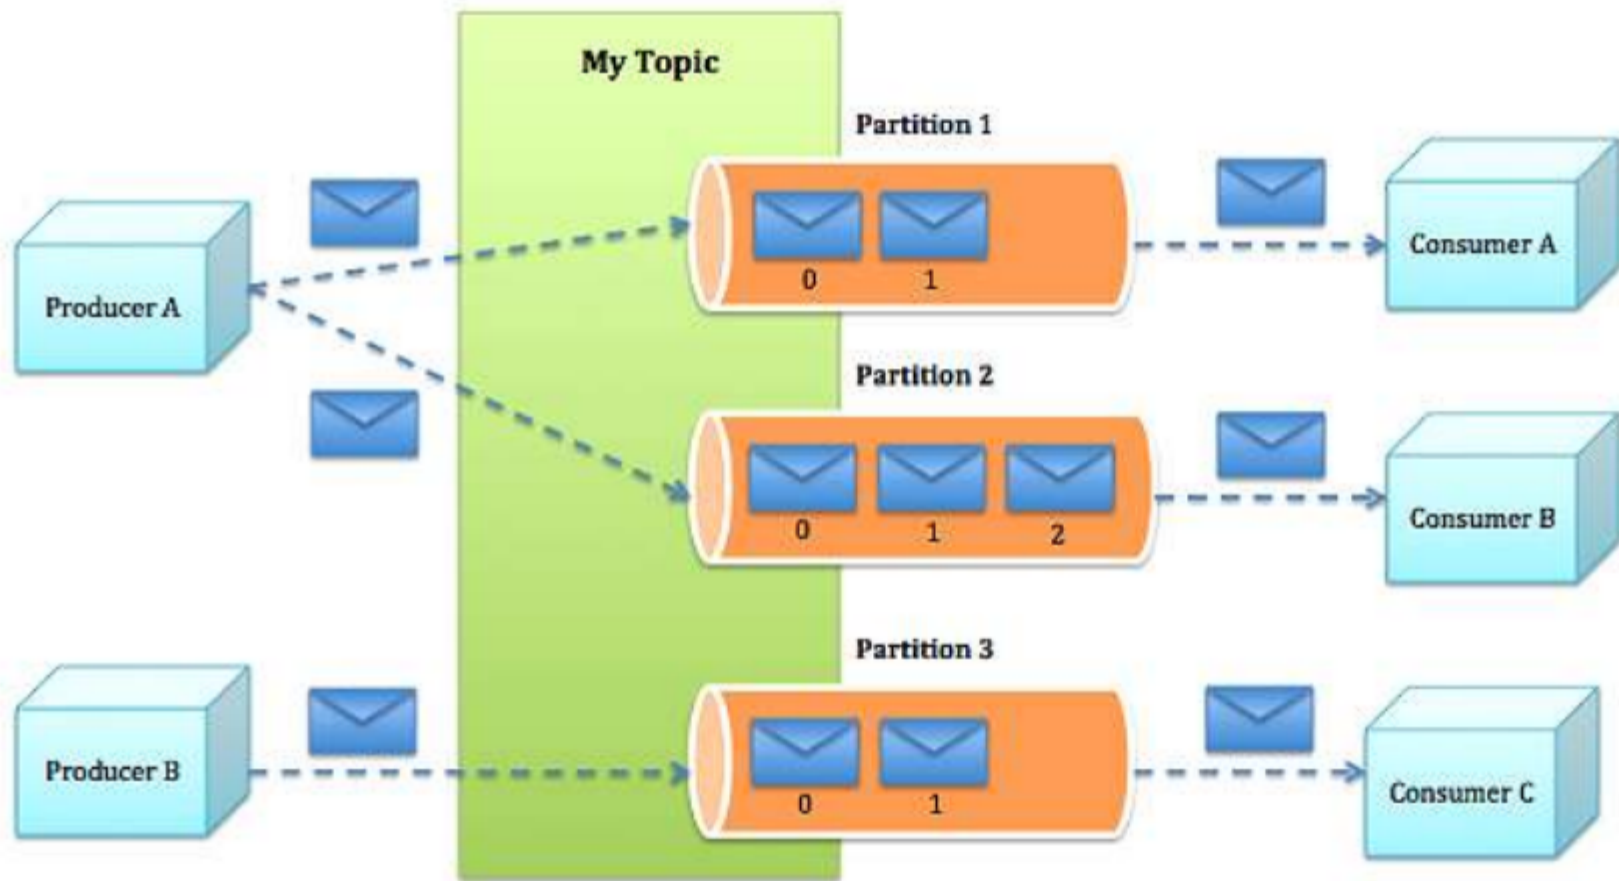 My Topic
Partition 1
0 1
Producer A
Consumer A
Partition 2
0 1 2
Consumer B
Partition 3
0 1
Producer B
Consumer C